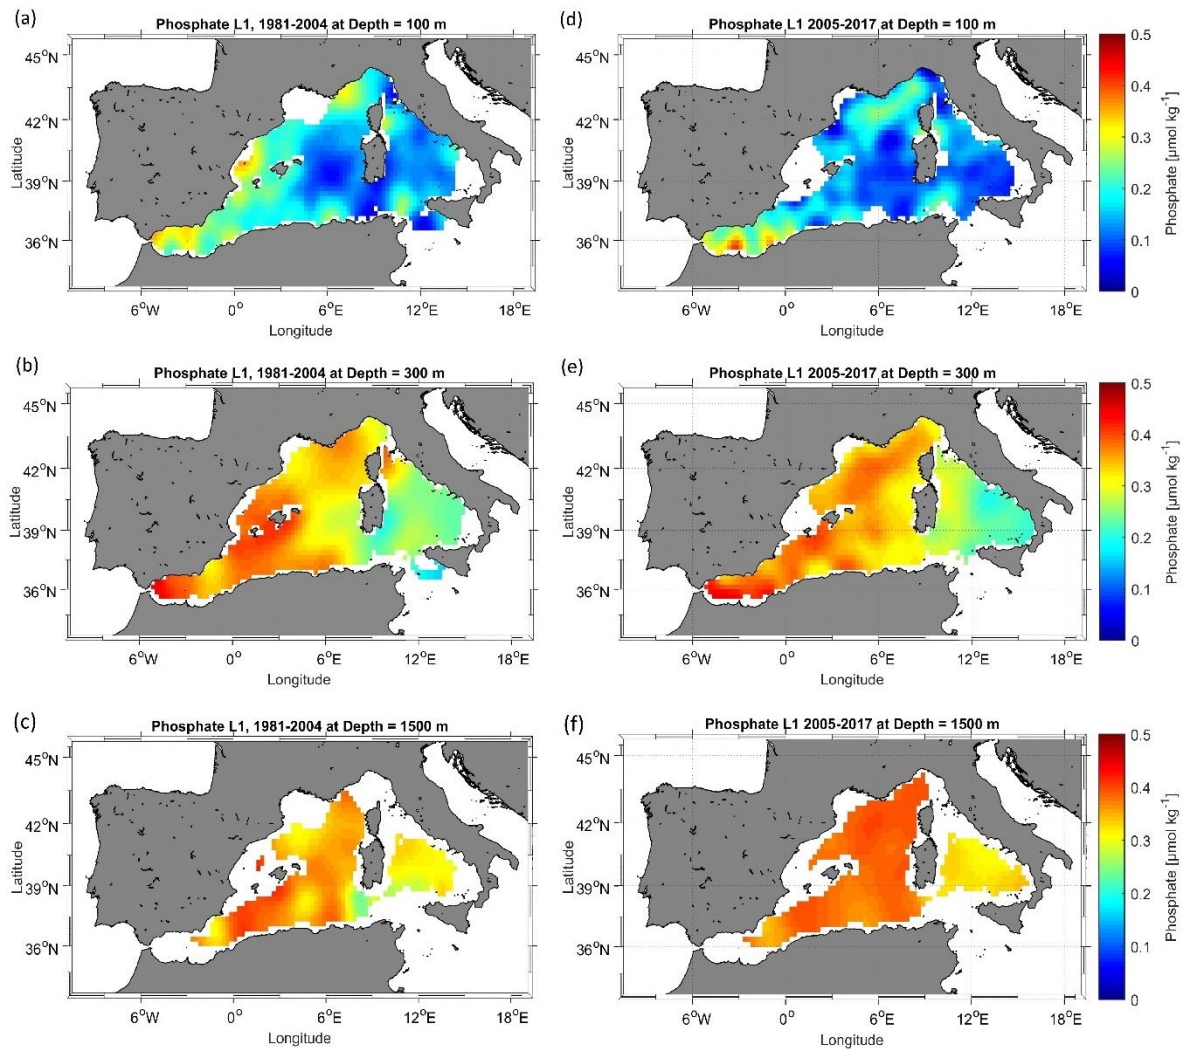 (a)
Phosphate L1, 1981-2004 at Depth = 100 m
45°N
42°N
39°N
36°N
Latitude
6°W
0°
6°E
12°E
18°E
Longitude
(d)
Phosphate L1 2005-2017 at Depth = 100 m
45°N
42°N
39°N
36°N
Latitude
6°W
0°
6°E
12°E
18°E
Longitude
0.5
0.4
0.3
0.2
0.1
0
Phosphate [µmol kg⁻¹]
(b)
Phosphate L1, 1981-2004 at Depth = 300 m
45°N
42°N
39°N
36°N
Latitude
6°W
0°
6°E
12°E
18°E
Longitude
(e)
Phosphate L1 2005-2017 at Depth = 300 m
45°N
42°N
39°N
36°N
Latitude
6°W
0°
6°E
12°E
18°E
Longitude
0.5
0.4
0.3
0.2
0.1
0
Phosphate [µmol kg⁻¹]
(c)
Phosphate L1, 1981-2004 at Depth = 1500 m
45°N
42°N
39°N
36°N
Latitude
6°W
0°
6°E
12°E
18°E
Longitude
(f)
Phosphate L1 2005-2017 at Depth = 1500 m
45°N
42°N
39°N
36°N
Latitude
6°W
0°
6°E
12°E
18°E
Longitude
0.5
0.4
0.3
0.2
0.1
0
Phosphate [µmol kg⁻¹]